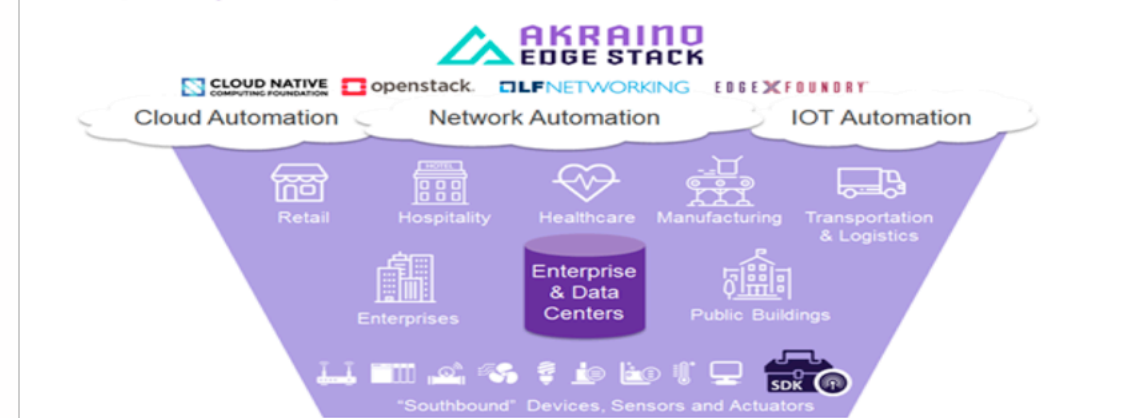 AKRAINO
EDGE STACK
CLOUD NATIVE
COMPUTING FOUNDATION
openstack.
LFNETWORKING
EDGEXFOUNDRY
Cloud Automation
Network Automation
IOT Automation
HOTEL
Retail
Hospitality
Healthcare
Manufacturing
Transportation
& Logistics
Enterprise
& Data
Centers
Enterprises
Public Buildings
SDK
"Southbound" Devices, Sensors and Actuators